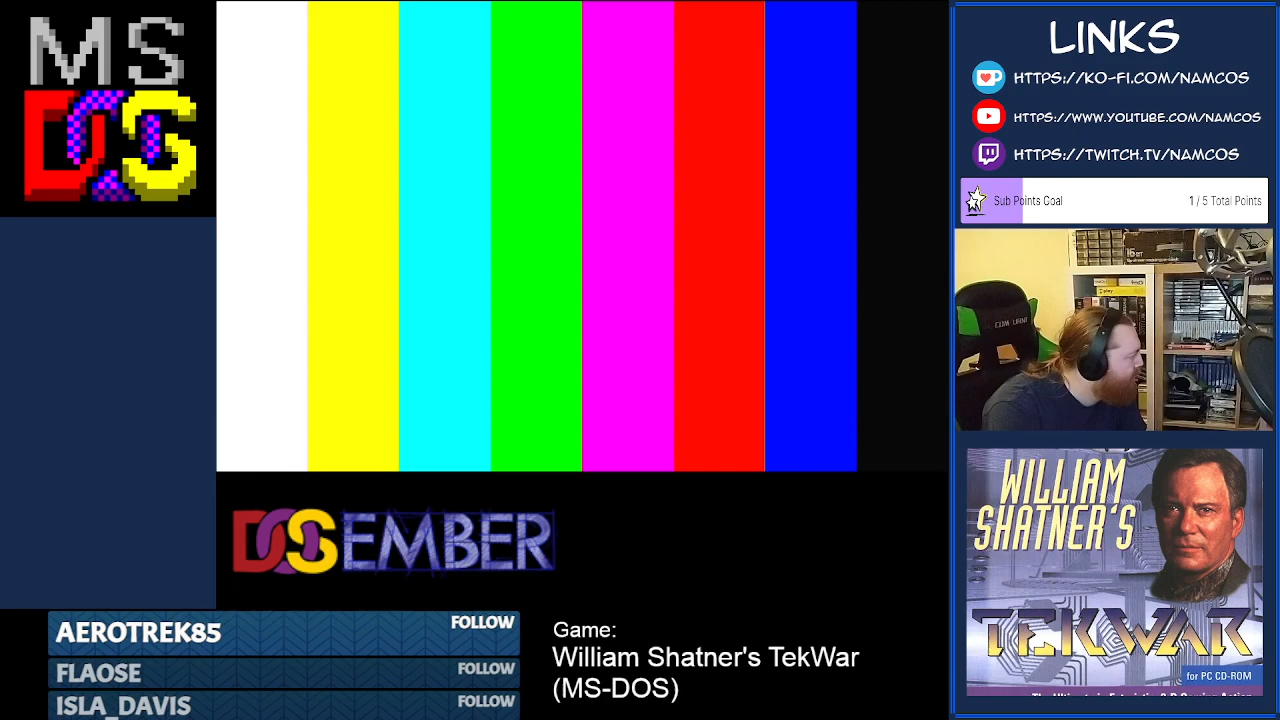 MS
DOS
LINKS
HTTPS://KO-FI.COM/NAMCOS
HTTPS://WWW.YOUTUBE.COM/NAMCOS
HTTPS://TWITCH.TV/NAMCOS
Sub Points Goal
1 / 5 Total Points
WILLIAM
SHATNER'S
TEKWAR
for PC CD-ROM
DOSEMBER
AEROTREK85
FOLLOW
FLAOSE
FOLLOW
ISLA_DAVIS
FOLLOW
Game:
William Shatner's TekWar
(MS-DOS)